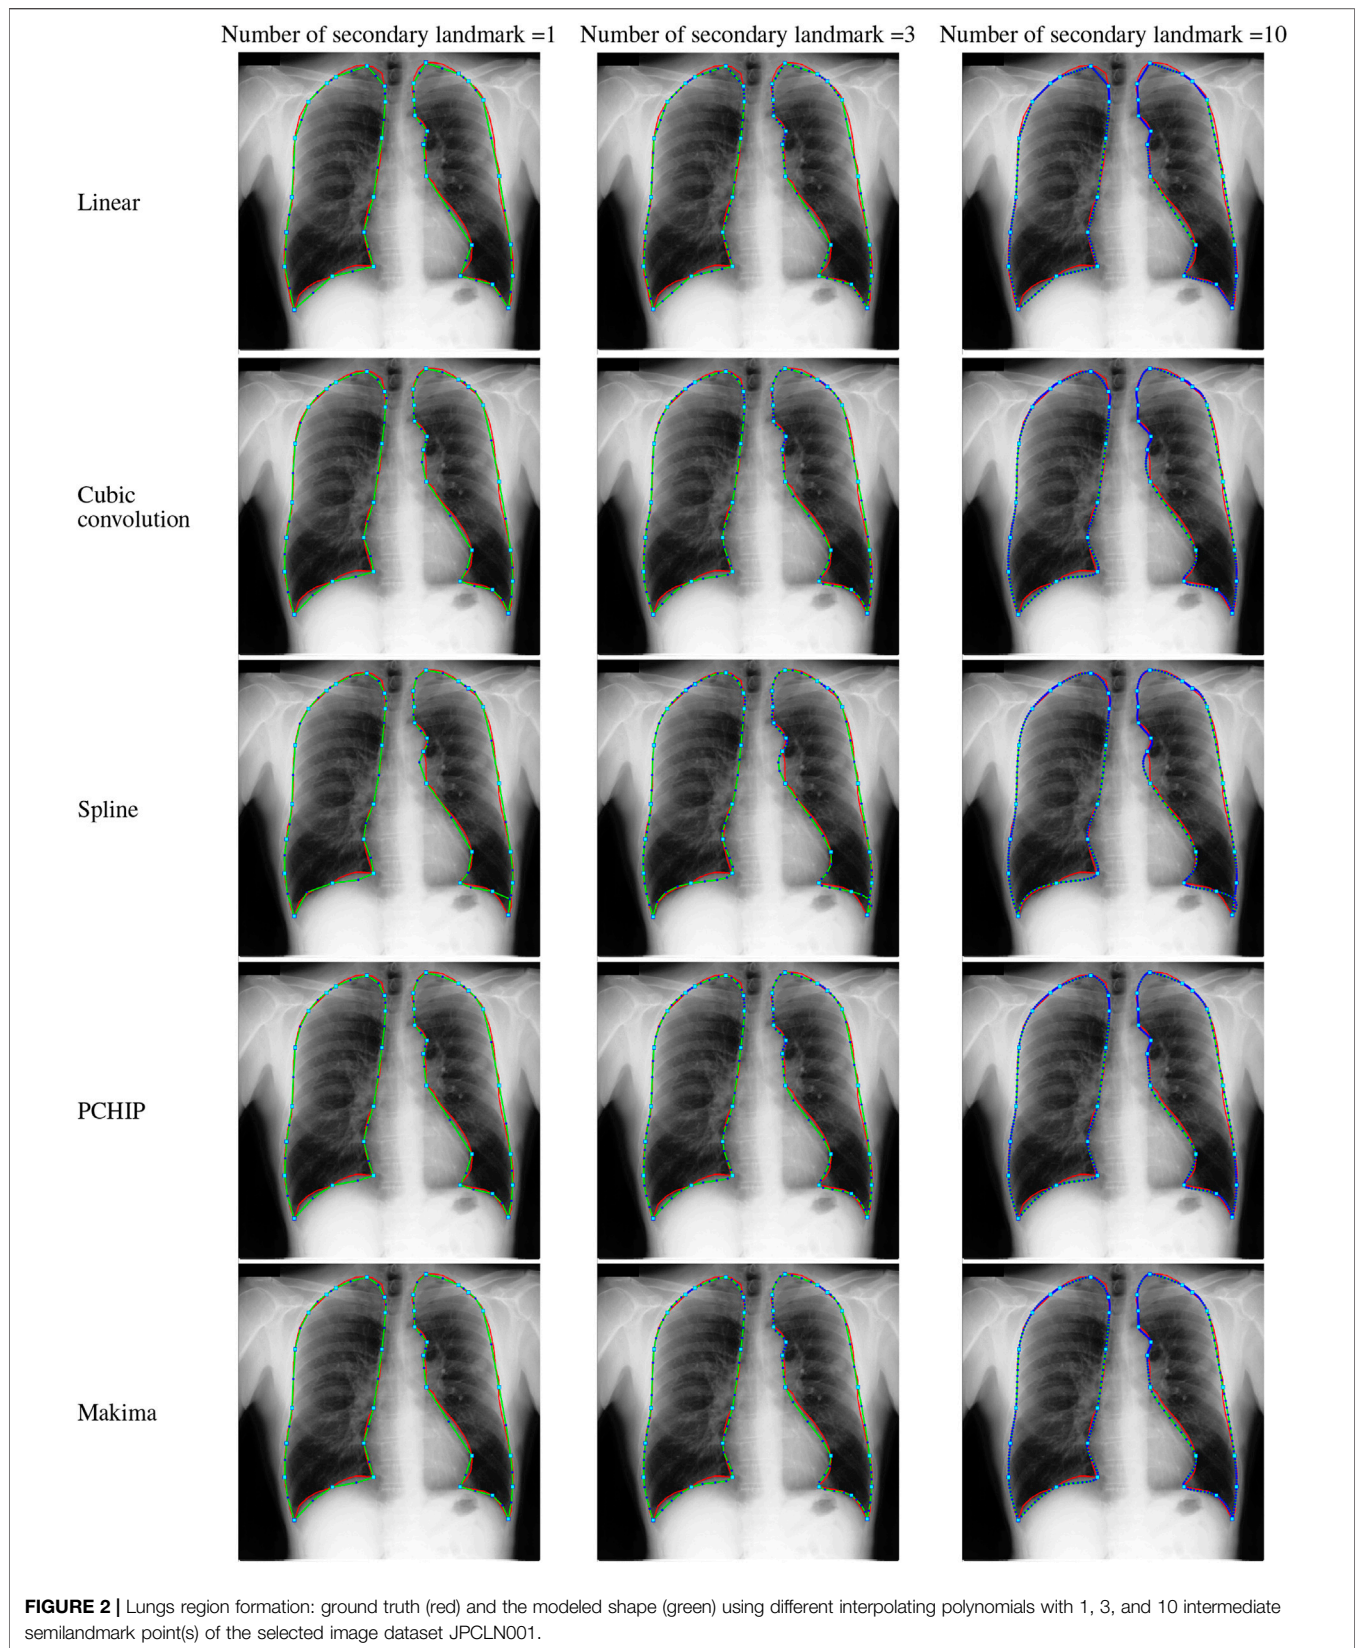 Number of secondary landmark =1
Number of secondary landmark =3
Number of secondary landmark =10
Linear
Cubic
convolution
Spline
PCHIP
Makima
FIGURE 2 | Lungs region formation: ground truth (red) and the modeled shape (green) using different interpolating polynomials with 1, 3, and 10 intermediate
semilandmark point(s) of the selected image dataset JPCLN001.